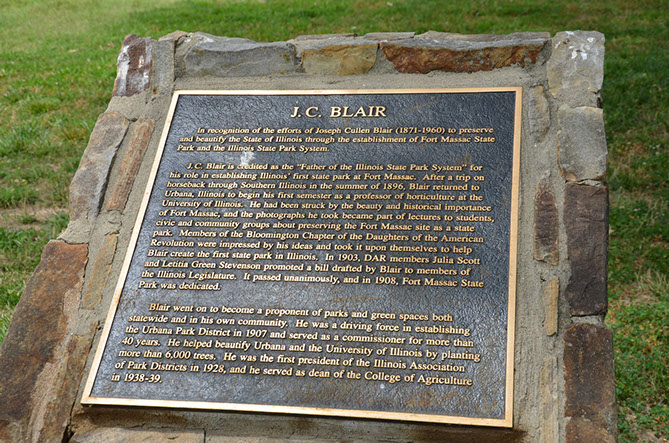 J. C. BLAIR
In recognition of the efforts of Joseph Cullen Blair (1871-1960) to preserve
and beautify the State of Illinois through the establishment of Fort Massac State
Park and the Illinois State Park System.
J.C. Blair is credited as the "Father of the Illinois State Park System" for
his role in establishing Illinois' first state park at Fort Massac. After a trip on
horseback through Southern Illinois in the summer of 1896, Blair returned to
Urbana, Illinois to begin his first semester as a professor of horticulture at the
University of Illinois. He had been struck by the beauty and historical importance
of Fort Massac, and the photographs he took became part of lectures to students,
civic and community groups about preserving the Fort Massac site as a state
park. Members of the Bloomington Chapter of the Daughters of the American
Revolution were impressed by his ideas and took it upon themselves to help
Blair create the first state park in Illinois. In 1903, DAR members Julia Scott
and Letitia Green Stevenson promoted a bill drafted by Blair to members of
the Illinois Legislature. It passed unanimously, and in 1908, Fort Massac State
Park was dedicated.
Blair went on to become a proponent of parks and green spaces both
statewide and in his own community. He was a driving force in establishing
the Urbana Park District in 1907 and served as a commissioner for more than
40 years. He helped beautify Urbana and the University of Illinois by planting
more than 6,000 trees. He was the first president of the Illinois Association
of Park Districts in 1928, and he served as dean of the College of Agriculture
in 1938-39.